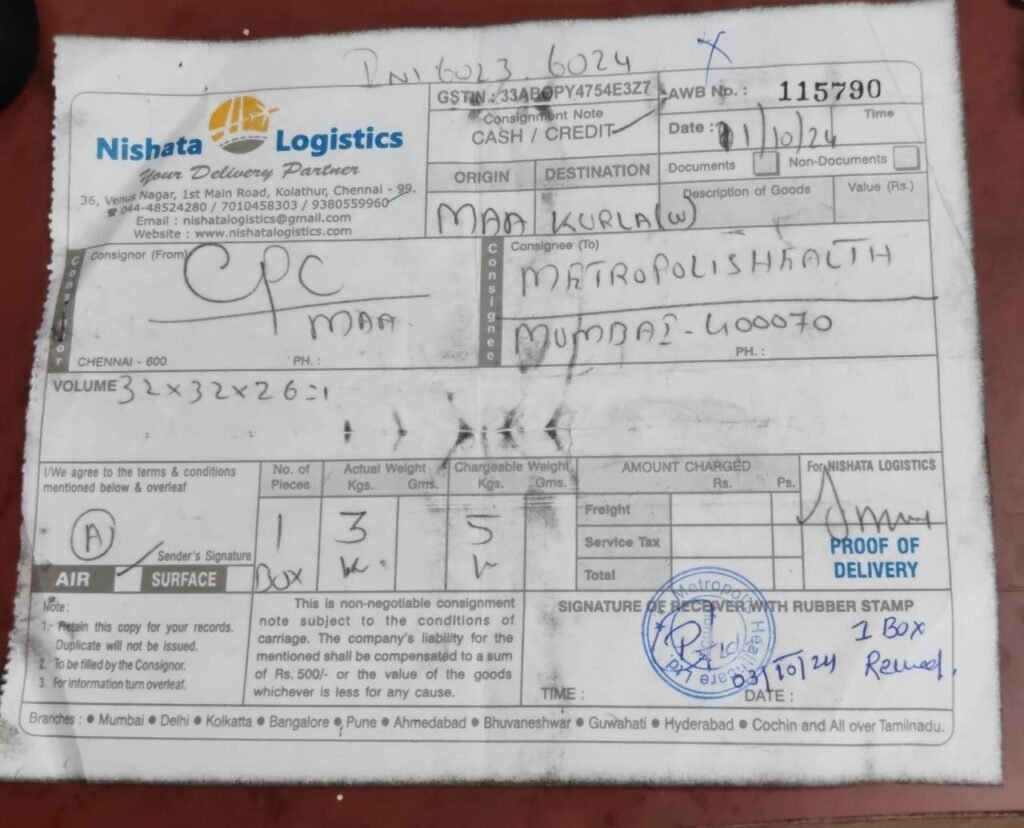 INV 6023, 6024
Nishata Logistics
Your Delivery Partner
36, Venus Nagar, 1st Main Road, Kolathur, Chennai - 99.
☎ 044-48524280 / 7010458303 / 9380559960
Email : nishatalogistics@gmail.com
Website : www.nishatalogistics.com
GSTIN : 33ABOPY4754E3Z7
Consignment Note
CASH / CREDIT
AWB No. : 115790
Date : 01/10/24 Time
Documents Non-Documents
ORIGIN DESTINATION
Description of Goods Value (Rs.)
MAA KURLA (W)
Consignor
Consignor (From)
CPC
MAA
CHENNAI - 600 PH. :
Consignee
Consignee (To)
METROPOLIS HEALTH
MUMBAI - 400070
PH. :
VOLUME 32x32x26=1
I/We agree to the terms & conditions
mentioned below & overleaf
A
Sender's Signature
AIR SURFACE
No. of Pieces
1
BOX
Actual Weight
Kgs. Gms.
3
K.
Chargeable Weight
Kgs. Gms.
5
K
AMOUNT CHARGED
Rs. Ps.
Freight
Service Tax
Total
For NISHATA LOGISTICS
PROOF OF
DELIVERY
Note :
1. Retain this copy for your records.
Duplicate will not be issued.
2. To be filled by the Consignor.
3. For information turn overleaf.
This is non-negotiable consignment
note subject to the conditions of
carriage. The company's liability for the
mentioned shall be compensated to a sum
of Rs. 500/- or the value of the goods
whichever is less for any cause.
SIGNATURE OF RECEIVER WITH RUBBER STAMP
Metropolis Healthcare Ltd
1 Box
03/10/24
TIME : DATE :
Branches : • Mumbai • Delhi • Kolkatta • Bangalore • Pune • Ahmedabad • Bhuvaneshwar • Guwahati • Hyderabad • Cochin and All over Tamilnadu.